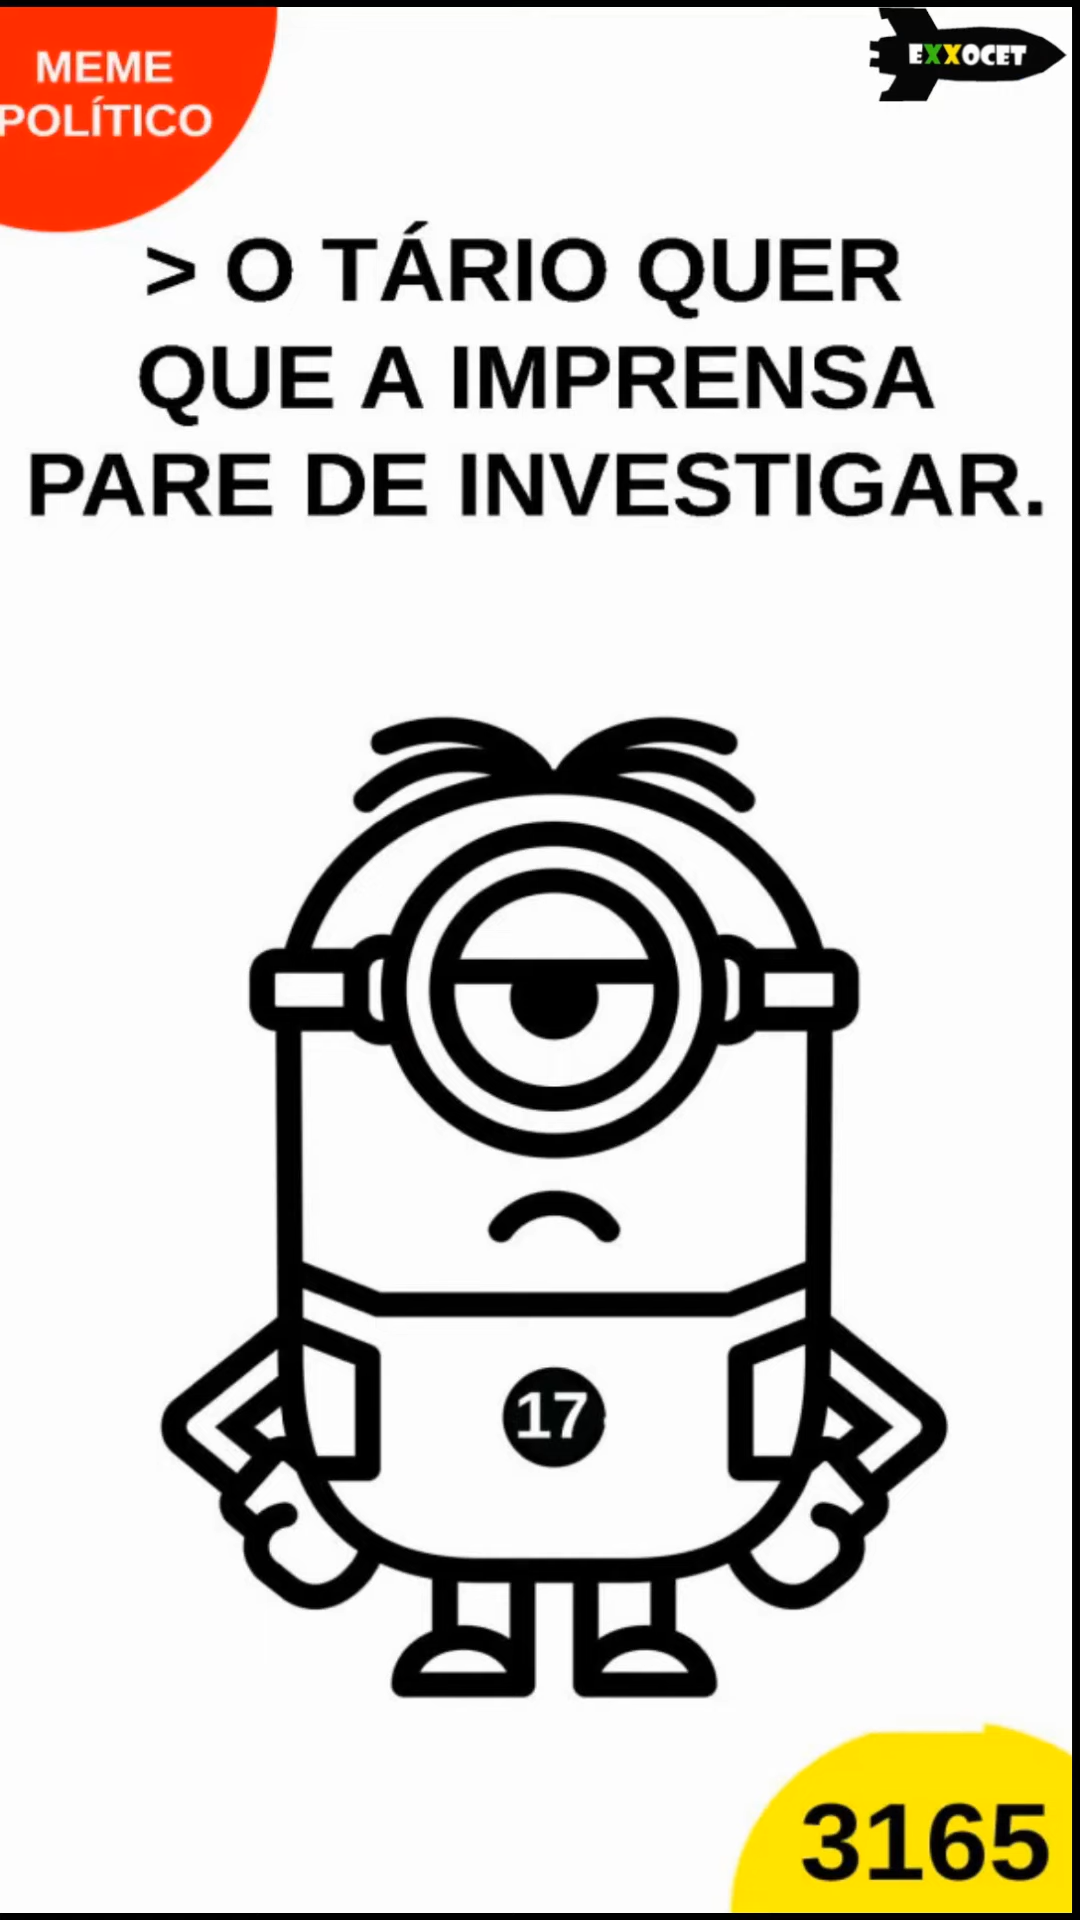 MEME
POLÍTICO
EXXOCET
> O TÁRIO QUER
QUE A IMPRENSA
PARE DE INVESTIGAR.
17
3165